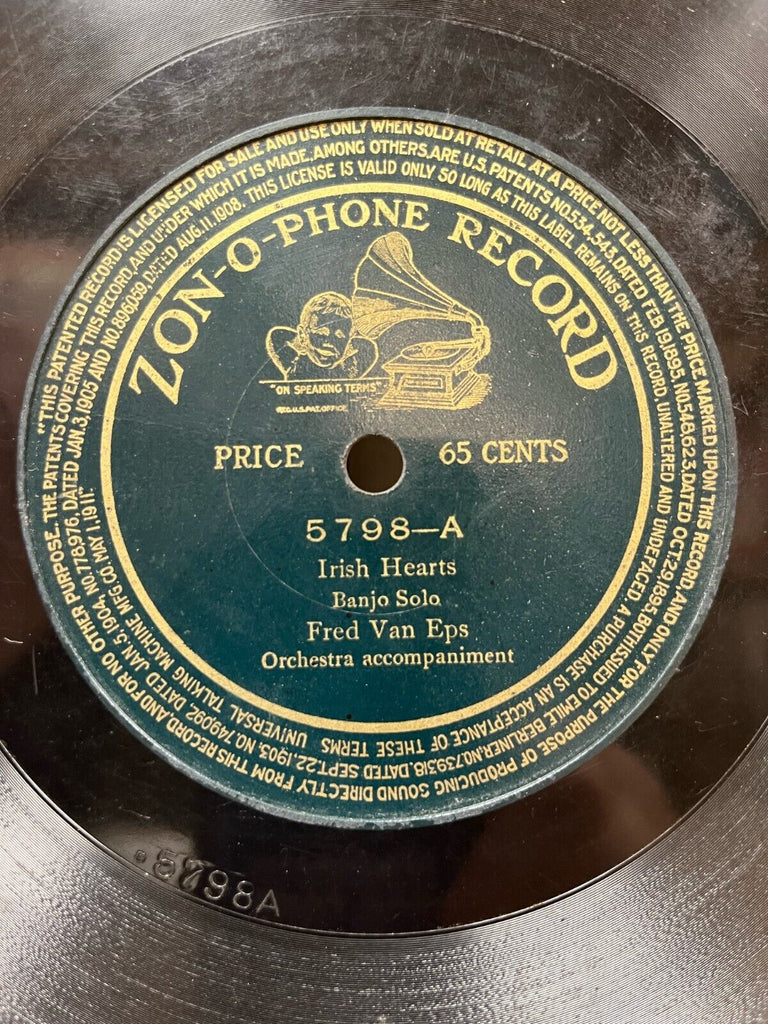 "THIS PATENTED RECORD IS LICENSED FOR SALE AND USE ONLY WHEN SOLD AT RETAIL AT A PRICE NOT LESS THAN THE PRICE MARKED UPON THIS RECORD, AND ONLY FOR THE PURPOSE OF PRODUCING SOUND DIRECTLY FROM THIS RECORD, AND FOR NO OTHER PURPOSE. THE PATENTS COVERING THIS RECORD, AND UNDER WHICH IT IS MADE, AMONG OTHERS, ARE U.S. PATENTS NO. 534,543, DATED FEB. 19, 1895, NO. 548,623, DATED OCT. 29, 1895, BOTH ISSUED TO EMILE BERLINER, NO. 739,318, DATED SEPT. 22, 1903, NO. 749,092, DATED JAN. 5, 1904, NO. 778,976, DATED JAN. 3, 1905 AND NO. 896,059, DATED AUG. 11, 1908. THIS LICENSE IS VALID ONLY SO LONG AS THIS LABEL REMAINS ON THIS RECORD, UNALTERED AND UNDEFACED. A PURCHASE IS AN ACCEPTANCE OF THESE TERMS UNIVERSAL TALKING MACHINE MFG. CO. MAY 1, 1911"
ZON-O-PHONE RECORD
"ON SPEAKING TERMS"
REG. U.S. PAT. OFFICE
PRICE 65 CENTS
5798-A
Irish Hearts
Banjo Solo
Fred Van Eps
Orchestra accompaniment
5798A